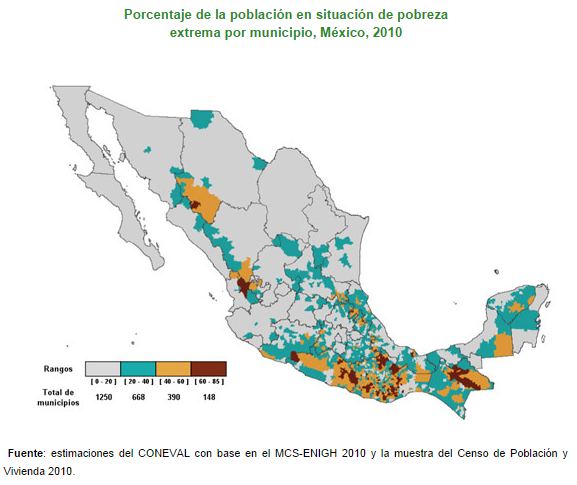 Porcentaje de la población en situación de pobreza
extrema por municipio, México, 2010
Rangos
[ 0 - 20 ] [ 20 - 40 ] [ 40 - 60 ] [ 60 - 85 ]
Total de
municipios
1250 668 390 148
Fuente: estimaciones del CONEVAL con base en el MCS-ENIGH 2010 y la muestra del Censo de Población y
Vivienda 2010.